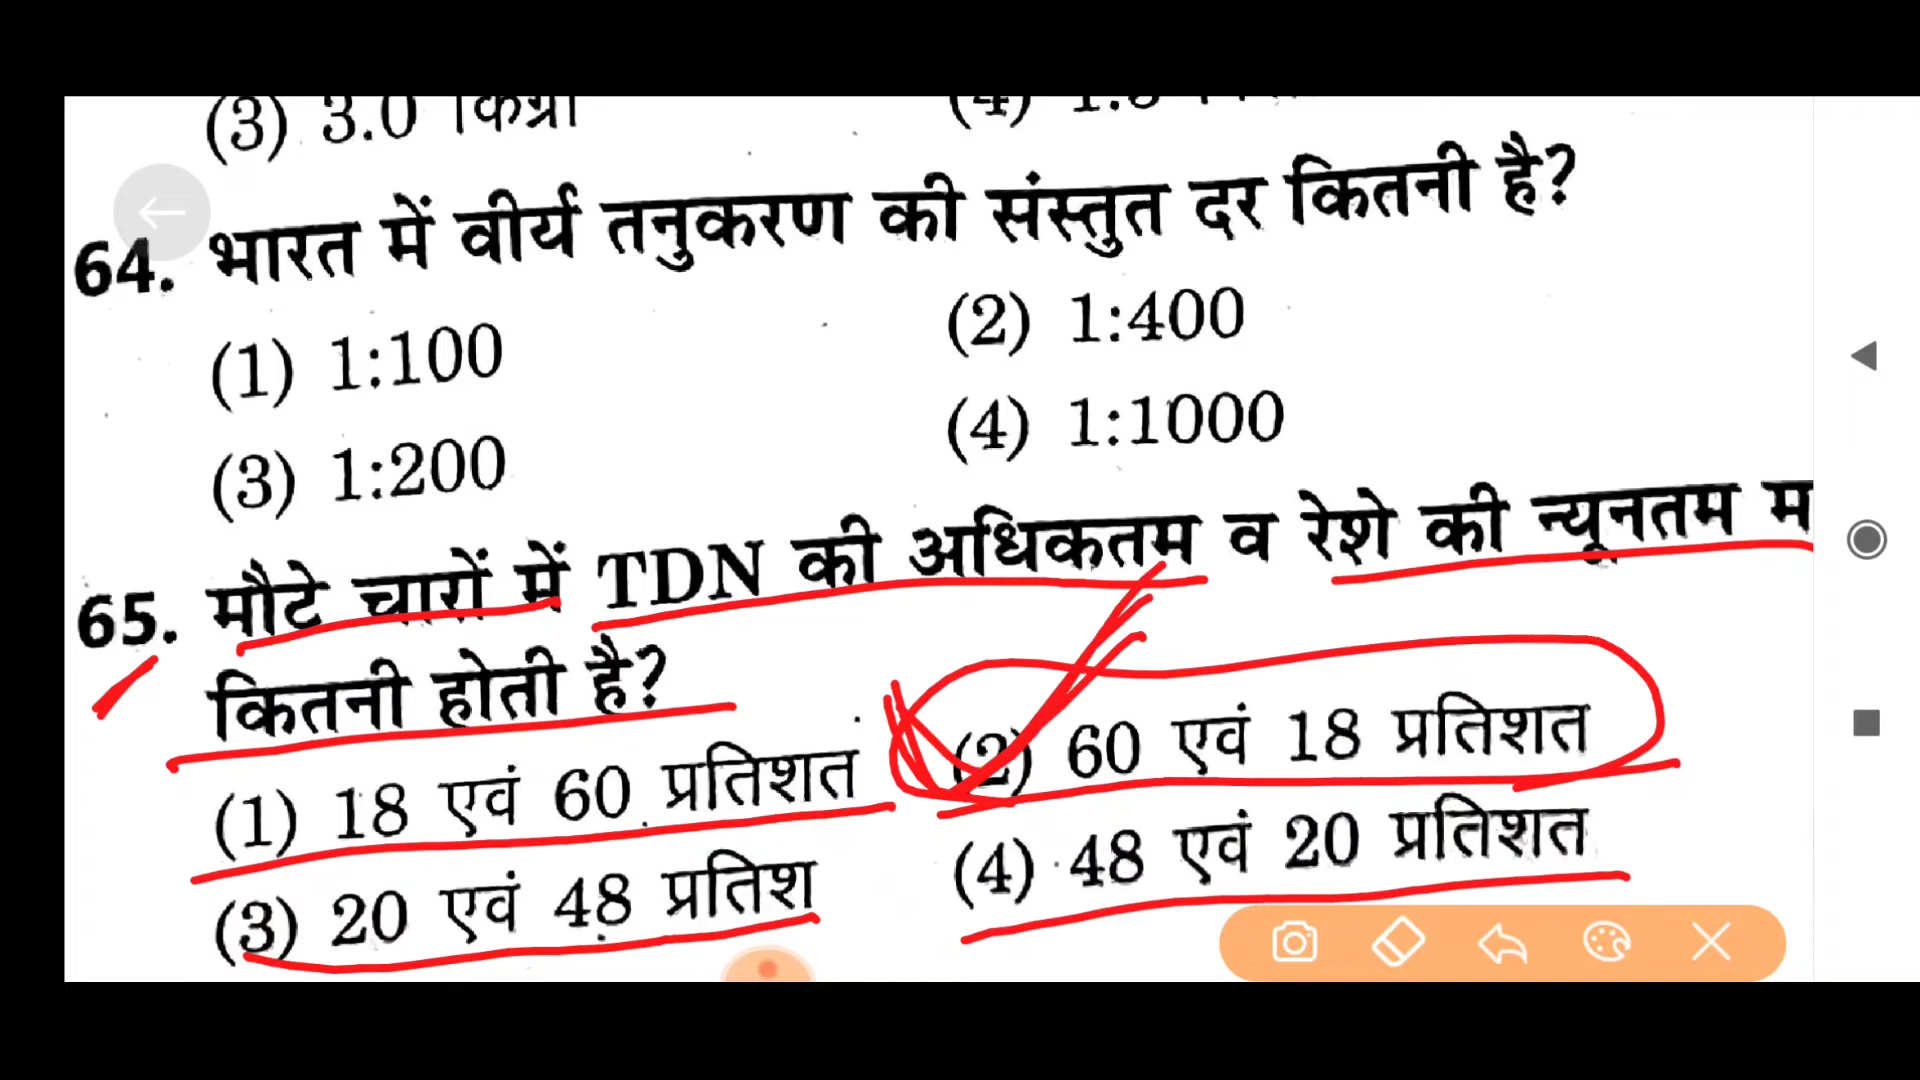 (3) 3.0 किग्रा
64. भारत में वीर्य तनुकरण की संस्तुत दर कितनी है?
(1) 1:100 (2) 1:400
(3) 1:200 (4) 1:1000
65. मौटे चारों में TDN की अधिकतम व रेशे की न्यूनतम म
कितनी होती है?
(1) 18 एवं 60 प्रतिशत (2) 60 एवं 18 प्रतिशत
(3) 20 एवं 48 प्रतिश (4) 48 एवं 20 प्रतिशत